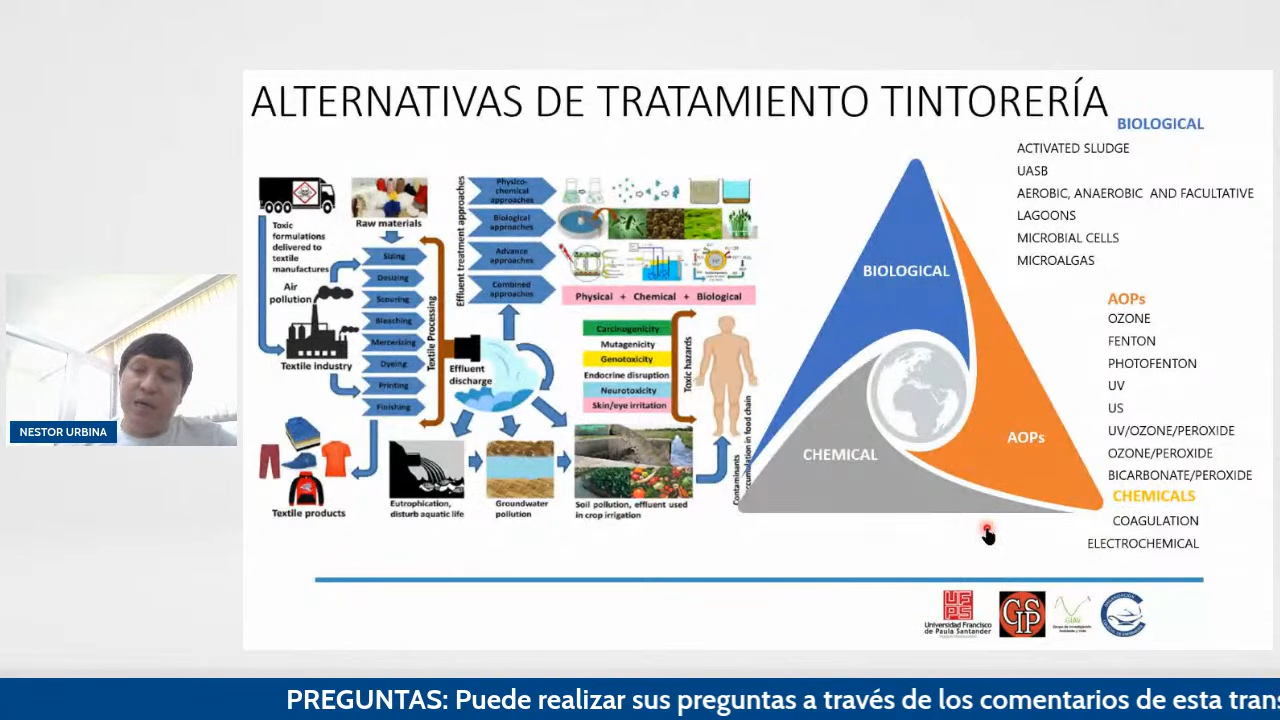 ALTERNATIVAS DE TRATAMIENTO TINTORERÍA
BIOLOGICAL
ACTIVATED SLUDGE
UASB
AEROBIC, ANAEROBIC AND FACULTATIVE
LAGOONS
MICROBIAL CELLS
MICROALGAS
AOPs
OZONE
FENTON
PHOTOFENTON
UV
US
UV/OZONE/PEROXIDE
OZONE/PEROXIDE
BICARBONATE/PEROXIDE
CHEMICALS
COAGULATION
ELECTROCHEMICAL
BIOLOGICAL
AOPs
CHEMICAL
Toxic
formulations
delivered to
textile
manufactures
Raw materials
Air
pollution
Textile industry
Textile products
Sizing
Desizing
Scouring
Bleaching
Mercerizing
Dyeing
Printing
Finishing
Textile Processing
Effluent treatment approaches
Physico-
chemical
approaches
Biological
approaches
Advance
approaches
Combined
approaches
Physical + Chemical + Biological
Effluent
discharge
Carcinogenicity
Mutagenicity
Genotoxicity
Endocrine disruption
Neurotoxicity
Skin/eye irritation
Toxic hazards
Contaminants
accumulation in food chain
Eutrophication,
disturb aquatic life
Groundwater
pollution
Soil pollution, effluent used
in crop irrigation
NESTOR URBINA
UFPS
Universidad Francisco
de Paula Santander
GIAV
PREGUNTAS: Puede realizar sus preguntas a través de los comentarios de esta trans